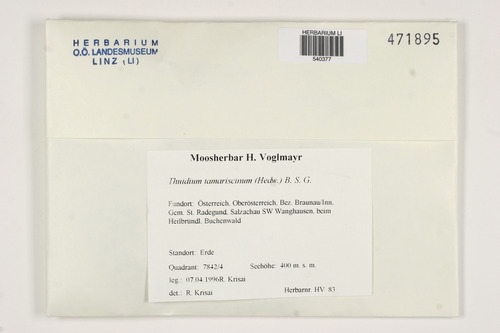 HERBARIUM
O.Ö. LANDESMUSEUM
LINZ (LI)
HERBARIUM LI
540377
471895
Moosherbar H. Voglmayr
Thuidium tamariscinum (Hedw.) B. S. G.
Fundort: Österreich, Oberösterreich, Bez. Braunau/Inn,
Gem. St. Radegund, Salzachau SW Wanghausen, beim
Heilbründl, Buchenwald
Standort: Erde
Quadrant: 7842/4 Seehöhe: 400 m. s. m.
leg.: 07.04.1996R. Krisai
det.: R. Krisai Herbarnr. HV 83